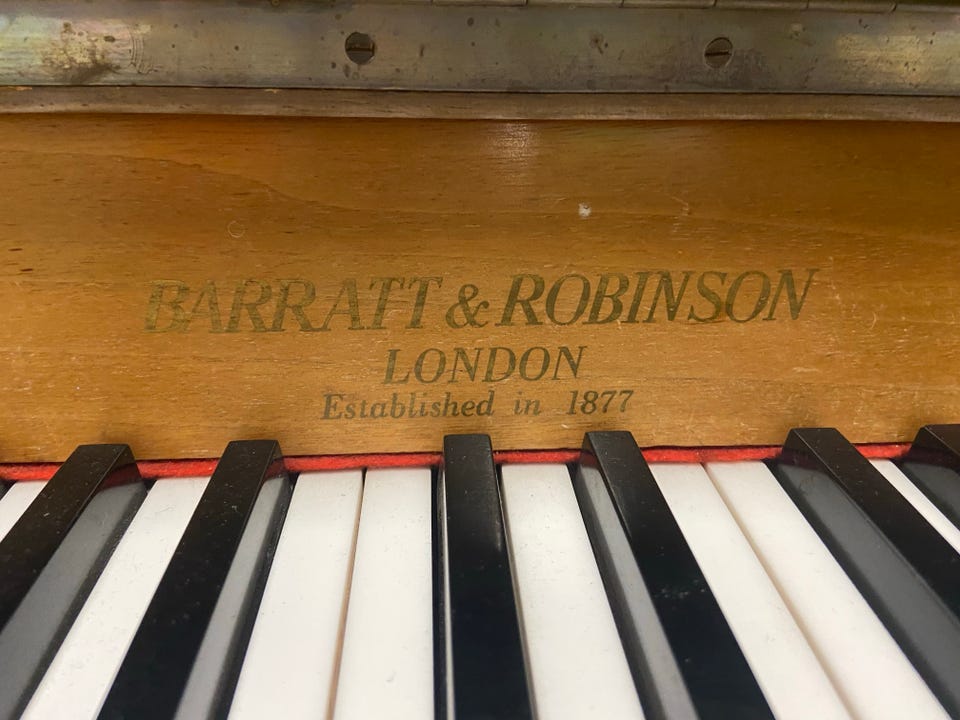 BARRATT & ROBINSON
LONDON
Established in 1877